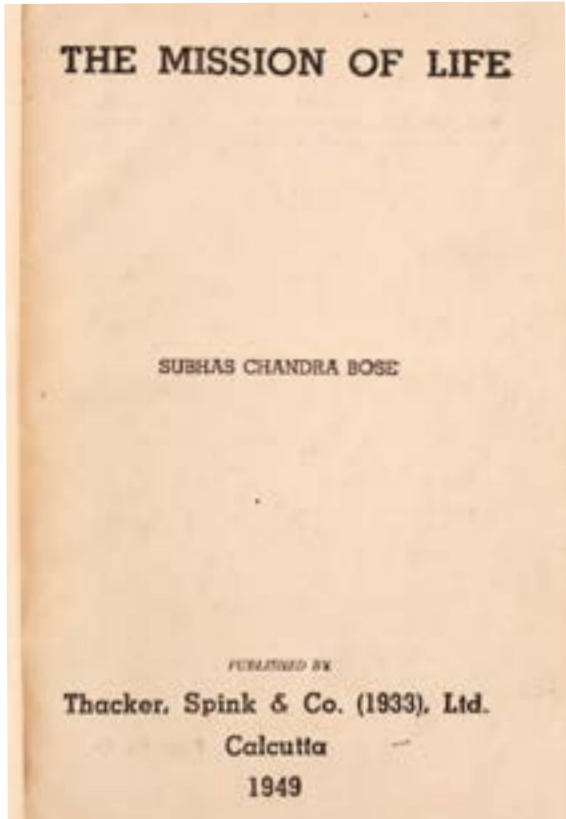 THE MISSION OF LIFE
SUBHAS CHANDRA BOSE
PUBLISHED BY
Thacker, Spink & Co. (1933), Ltd.
Calcutta
1949